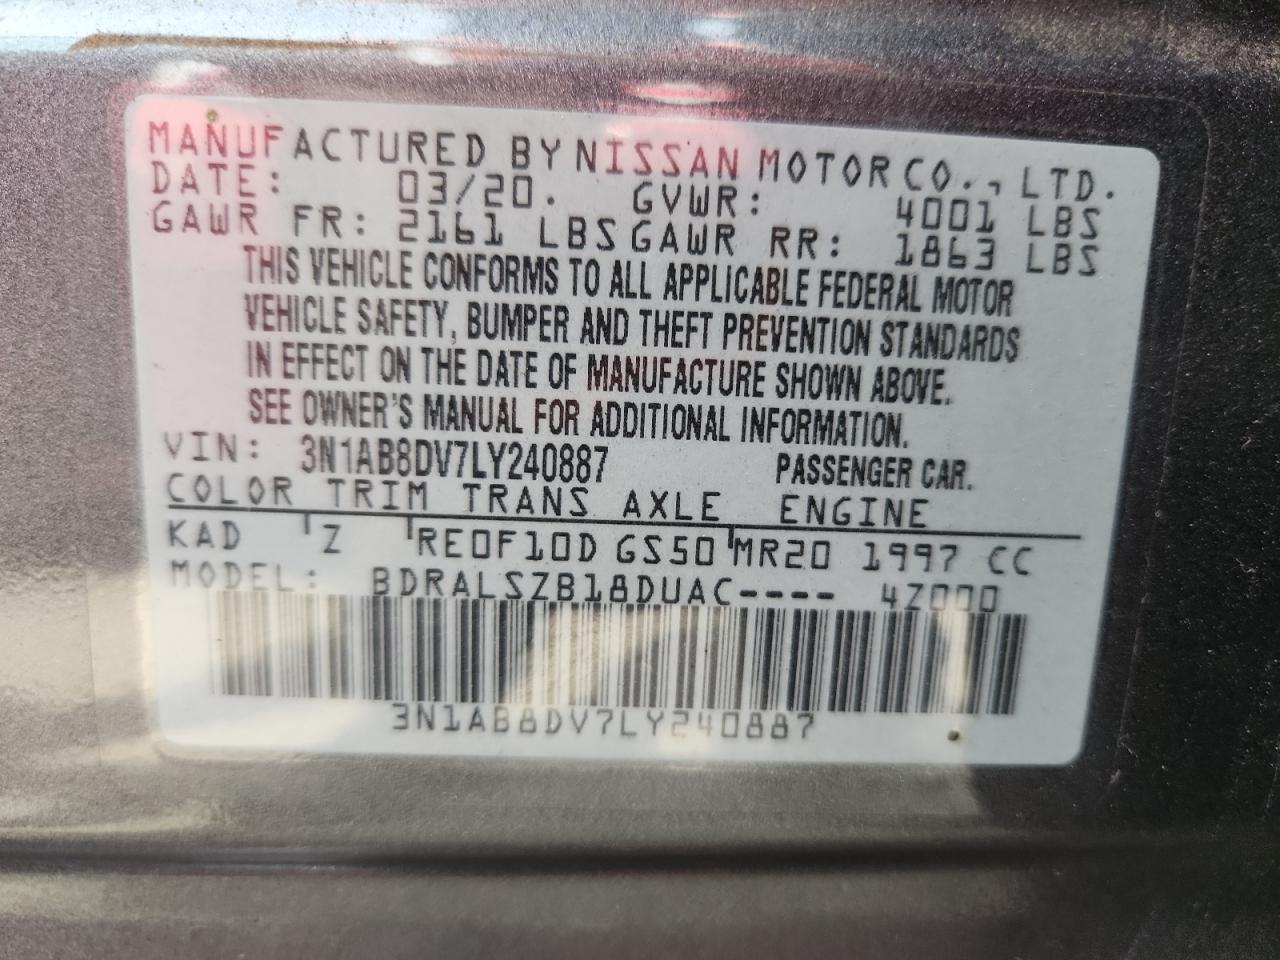 MANUFACTURED BY NISSAN MOTOR CO., LTD.
DATE: 03/20. GVWR: 4001 LBS
GAWR FR: 2161 LBS GAWR RR: 1863 LBS
THIS VEHICLE CONFORMS TO ALL APPLICABLE FEDERAL MOTOR
VEHICLE SAFETY, BUMPER AND THEFT PREVENTION STANDARDS
IN EFFECT ON THE DATE OF MANUFACTURE SHOWN ABOVE.
SEE OWNER'S MANUAL FOR ADDITIONAL INFORMATION.
VIN: 3N1AB8DV7LY240887 PASSENGER CAR.
COLOR TRIM TRANS AXLE ENGINE
KAD Z RE0F10D GS50 MR20 1997 CC
MODEL: BDRALSZB18DUAC---- 4Z000
3N1AB8DV7LY240887